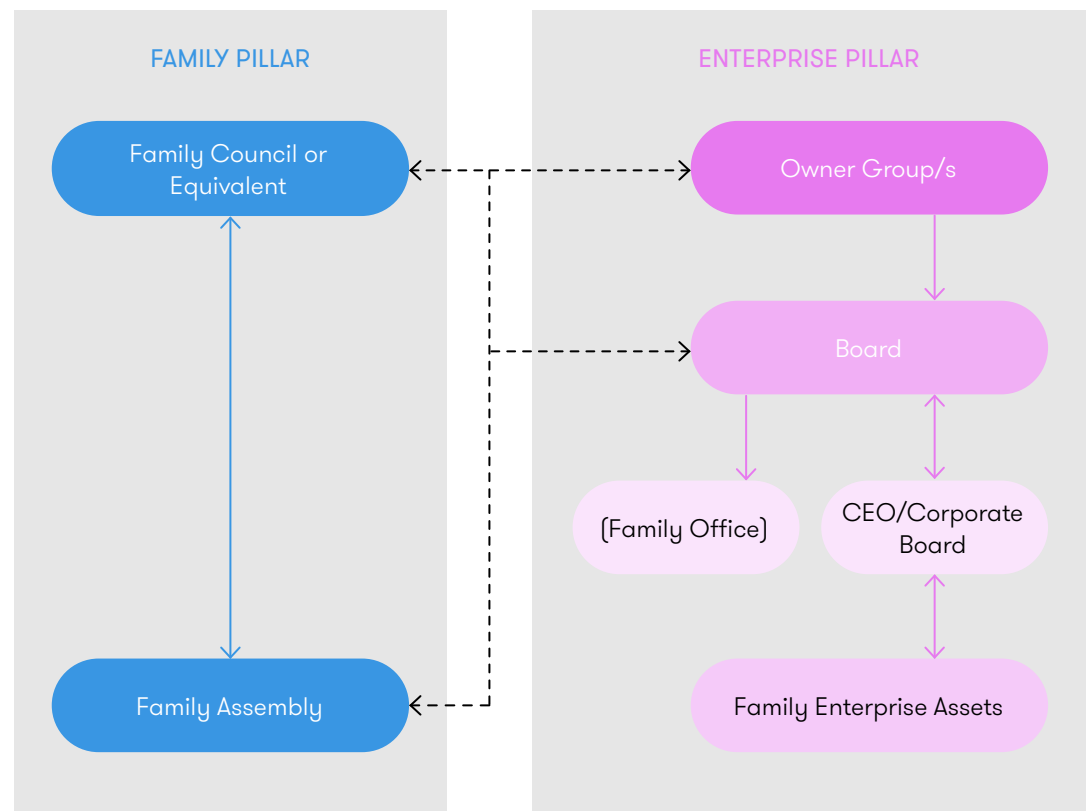 FAMILY PILLAR
Family Council or
Equivalent
Family Assembly
ENTERPRISE PILLAR
Owner Group/s
Board
(Family Office)
CEO/Corporate
Board
Family Enterprise Assets